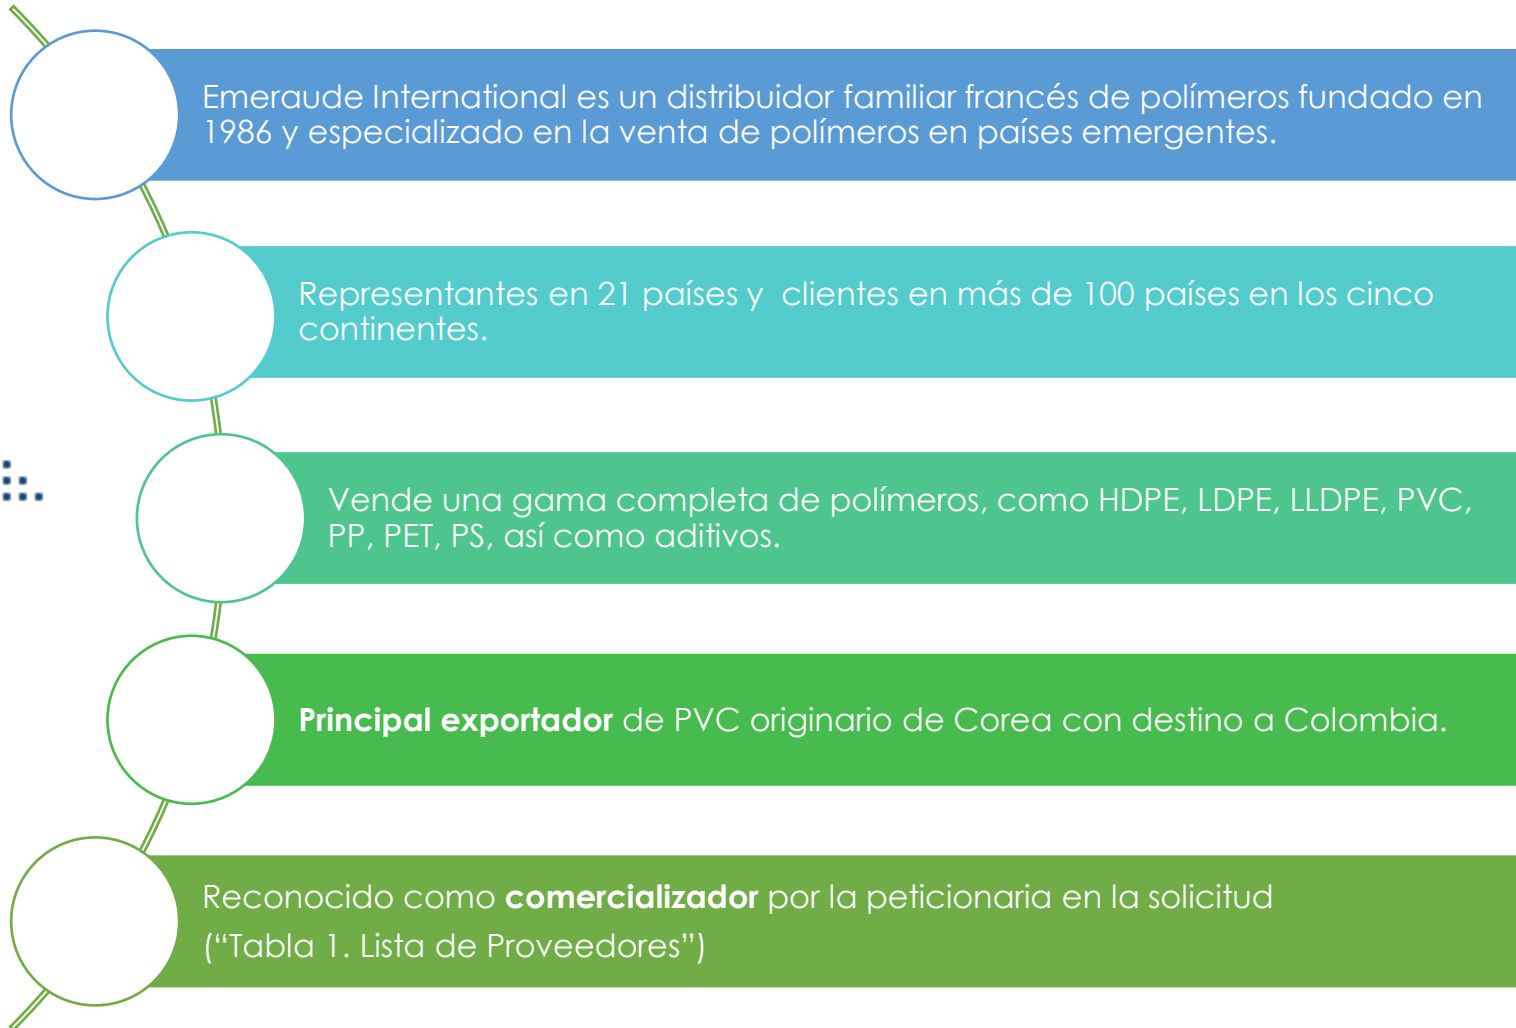 Emeraude International es un distribuidor familiar francés de polímeros fundado en
1986 y especializado en la venta de polímeros en países emergentes.
Representantes en 21 países y  clientes en más de 100 países en los cinco
continentes.
Vende una gama completa de polímeros, como HDPE, LDPE, LLDPE, PVC,
PP, PET, PS, así como aditivos.
Principal exportador de PVC originario de Corea con destino a Colombia.
Reconocido como comercializador por la peticionaria en la solicitud
(“Tabla 1. Lista de Proveedores”)